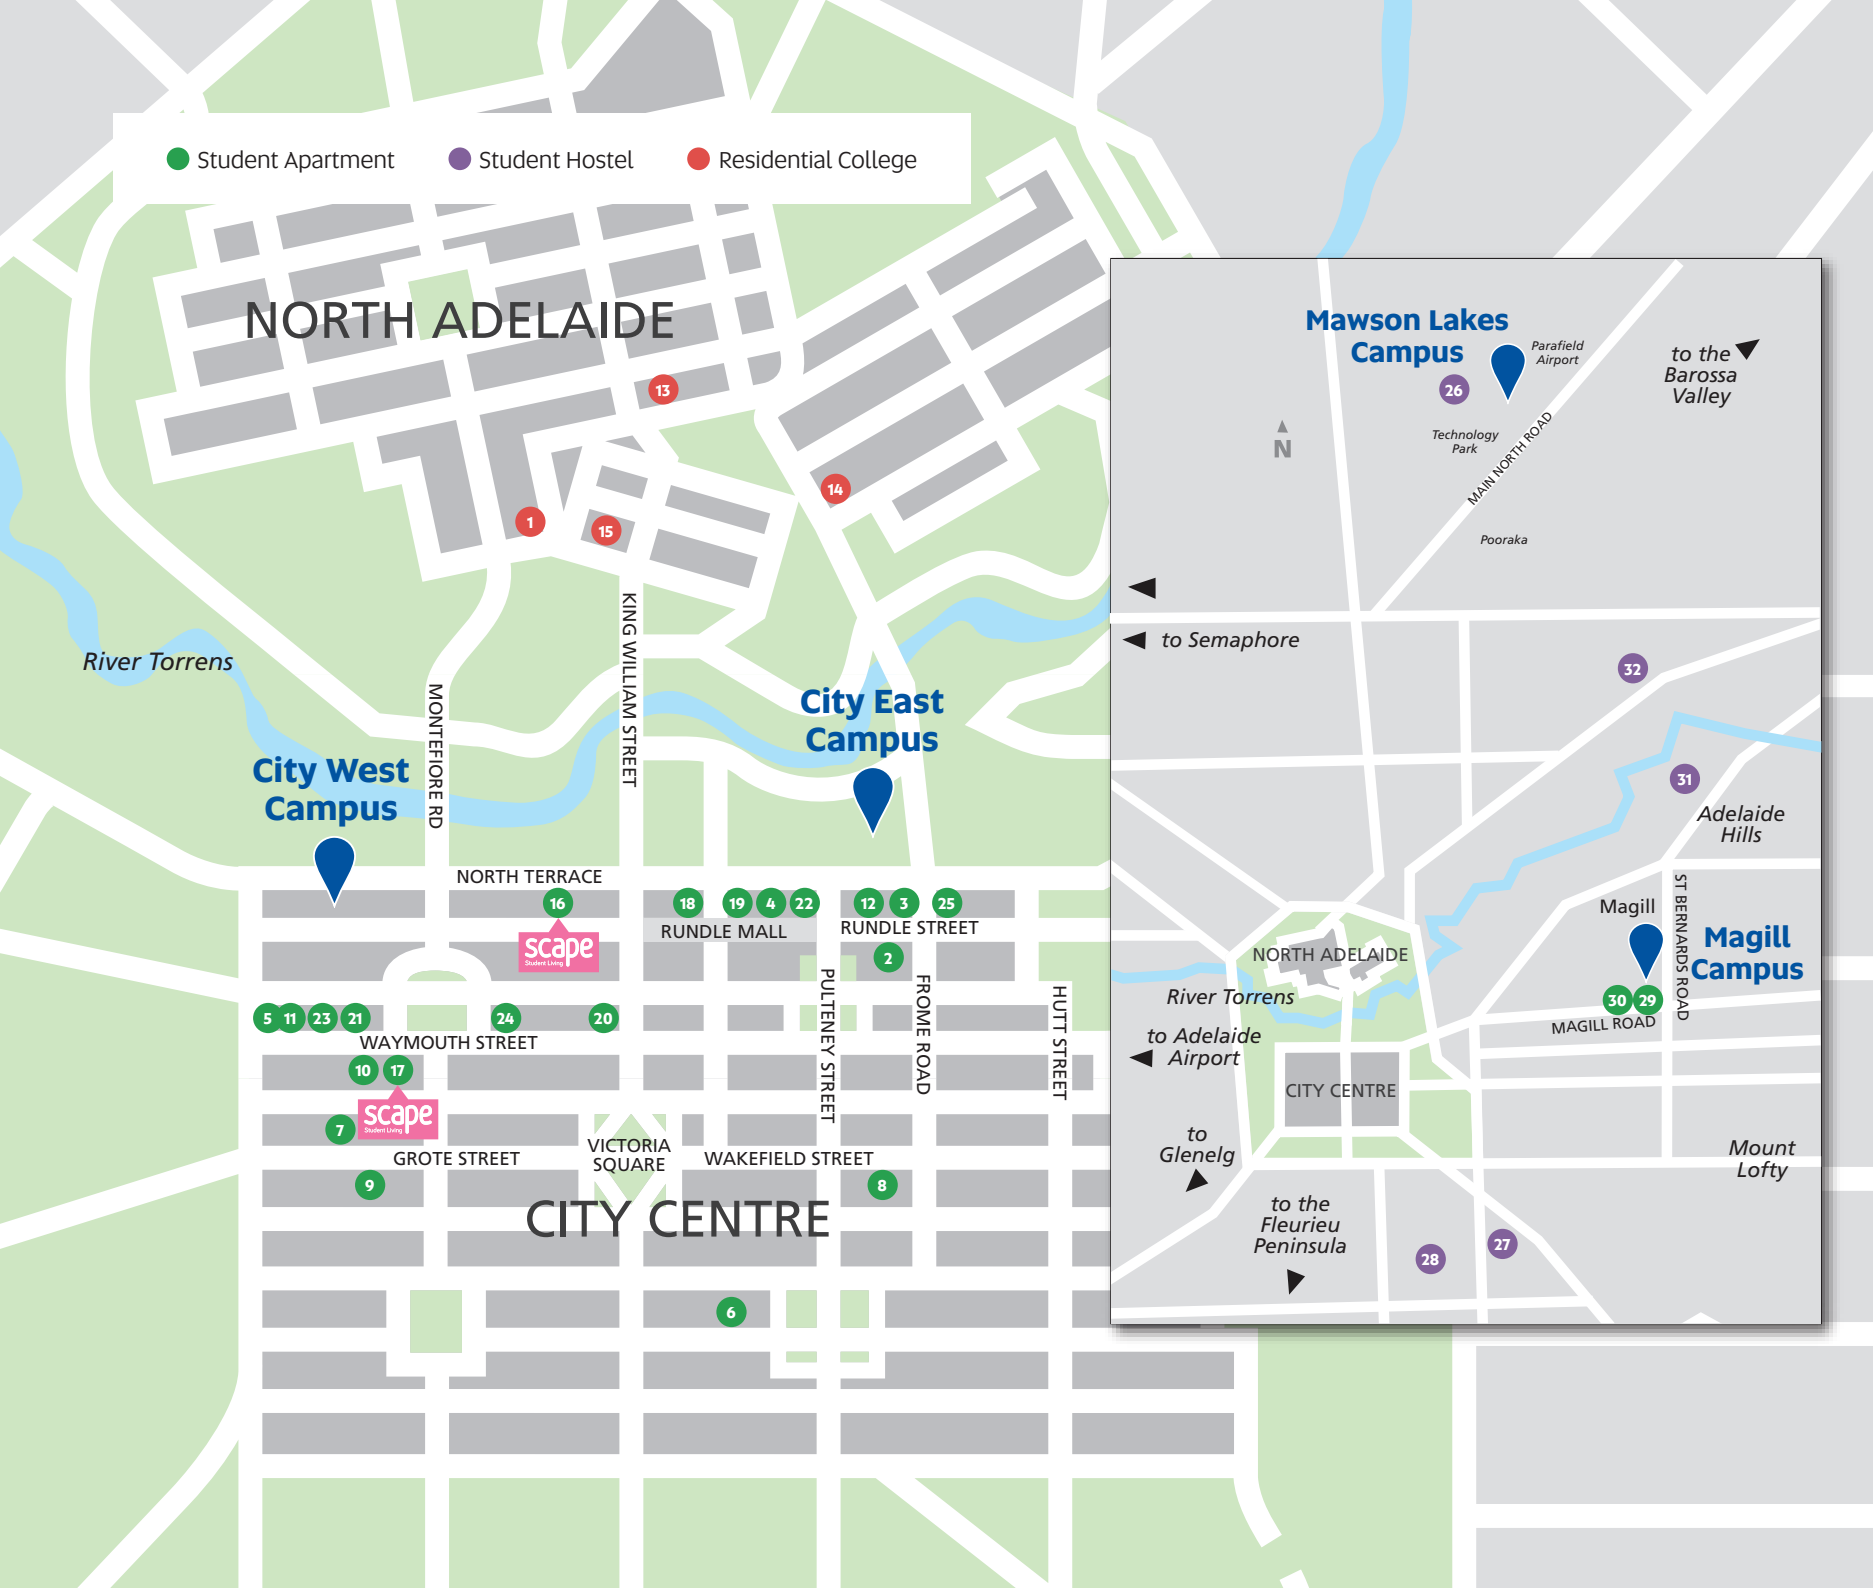 Student Apartment
Student Hostel
Residential College
NORTH ADELAIDE
13
14
1
15
River Torrens
KING WILLIAM STREET
MONTEFIORE RD
City East
Campus
City West
Campus
NORTH TERRACE
16
18
19
4
22
12
3
25
scape
Student Living
RUNDLE MALL
RUNDLE STREET
2
PULTENEY STREET
FROME ROAD
HUTT STREET
5
11
23
21
24
20
WAYMOUTH STREET
10
17
scape
Student Living
7
GROTE STREET
VICTORIA
SQUARE
WAKEFIELD STREET
9
8
CITY CENTRE
6
Mawson Lakes
Campus
Parafield
Airport
to the
Barossa
Valley
26
N
Technology
Park
MAIN NORTH ROAD
Pooraka
to Semaphore
32
31
Adelaide
Hills
ST BERNARDS ROAD
Magill
Magill
Campus
NORTH ADELAIDE
River Torrens
30
29
MAGILL ROAD
to Adelaide
Airport
CITY CENTRE
to
Glenelg
Mount
Lofty
to the
Fleurieu
Peninsula
28
27